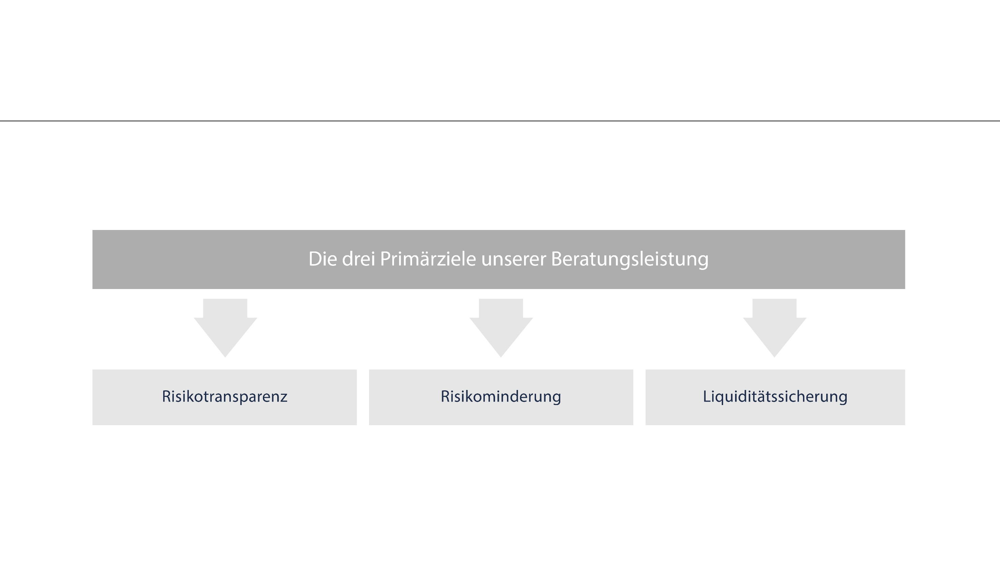 Die drei Primärziele unserer Beratungsleistung
Risikotransparenz
Risikominderung
Liquiditätssicherung